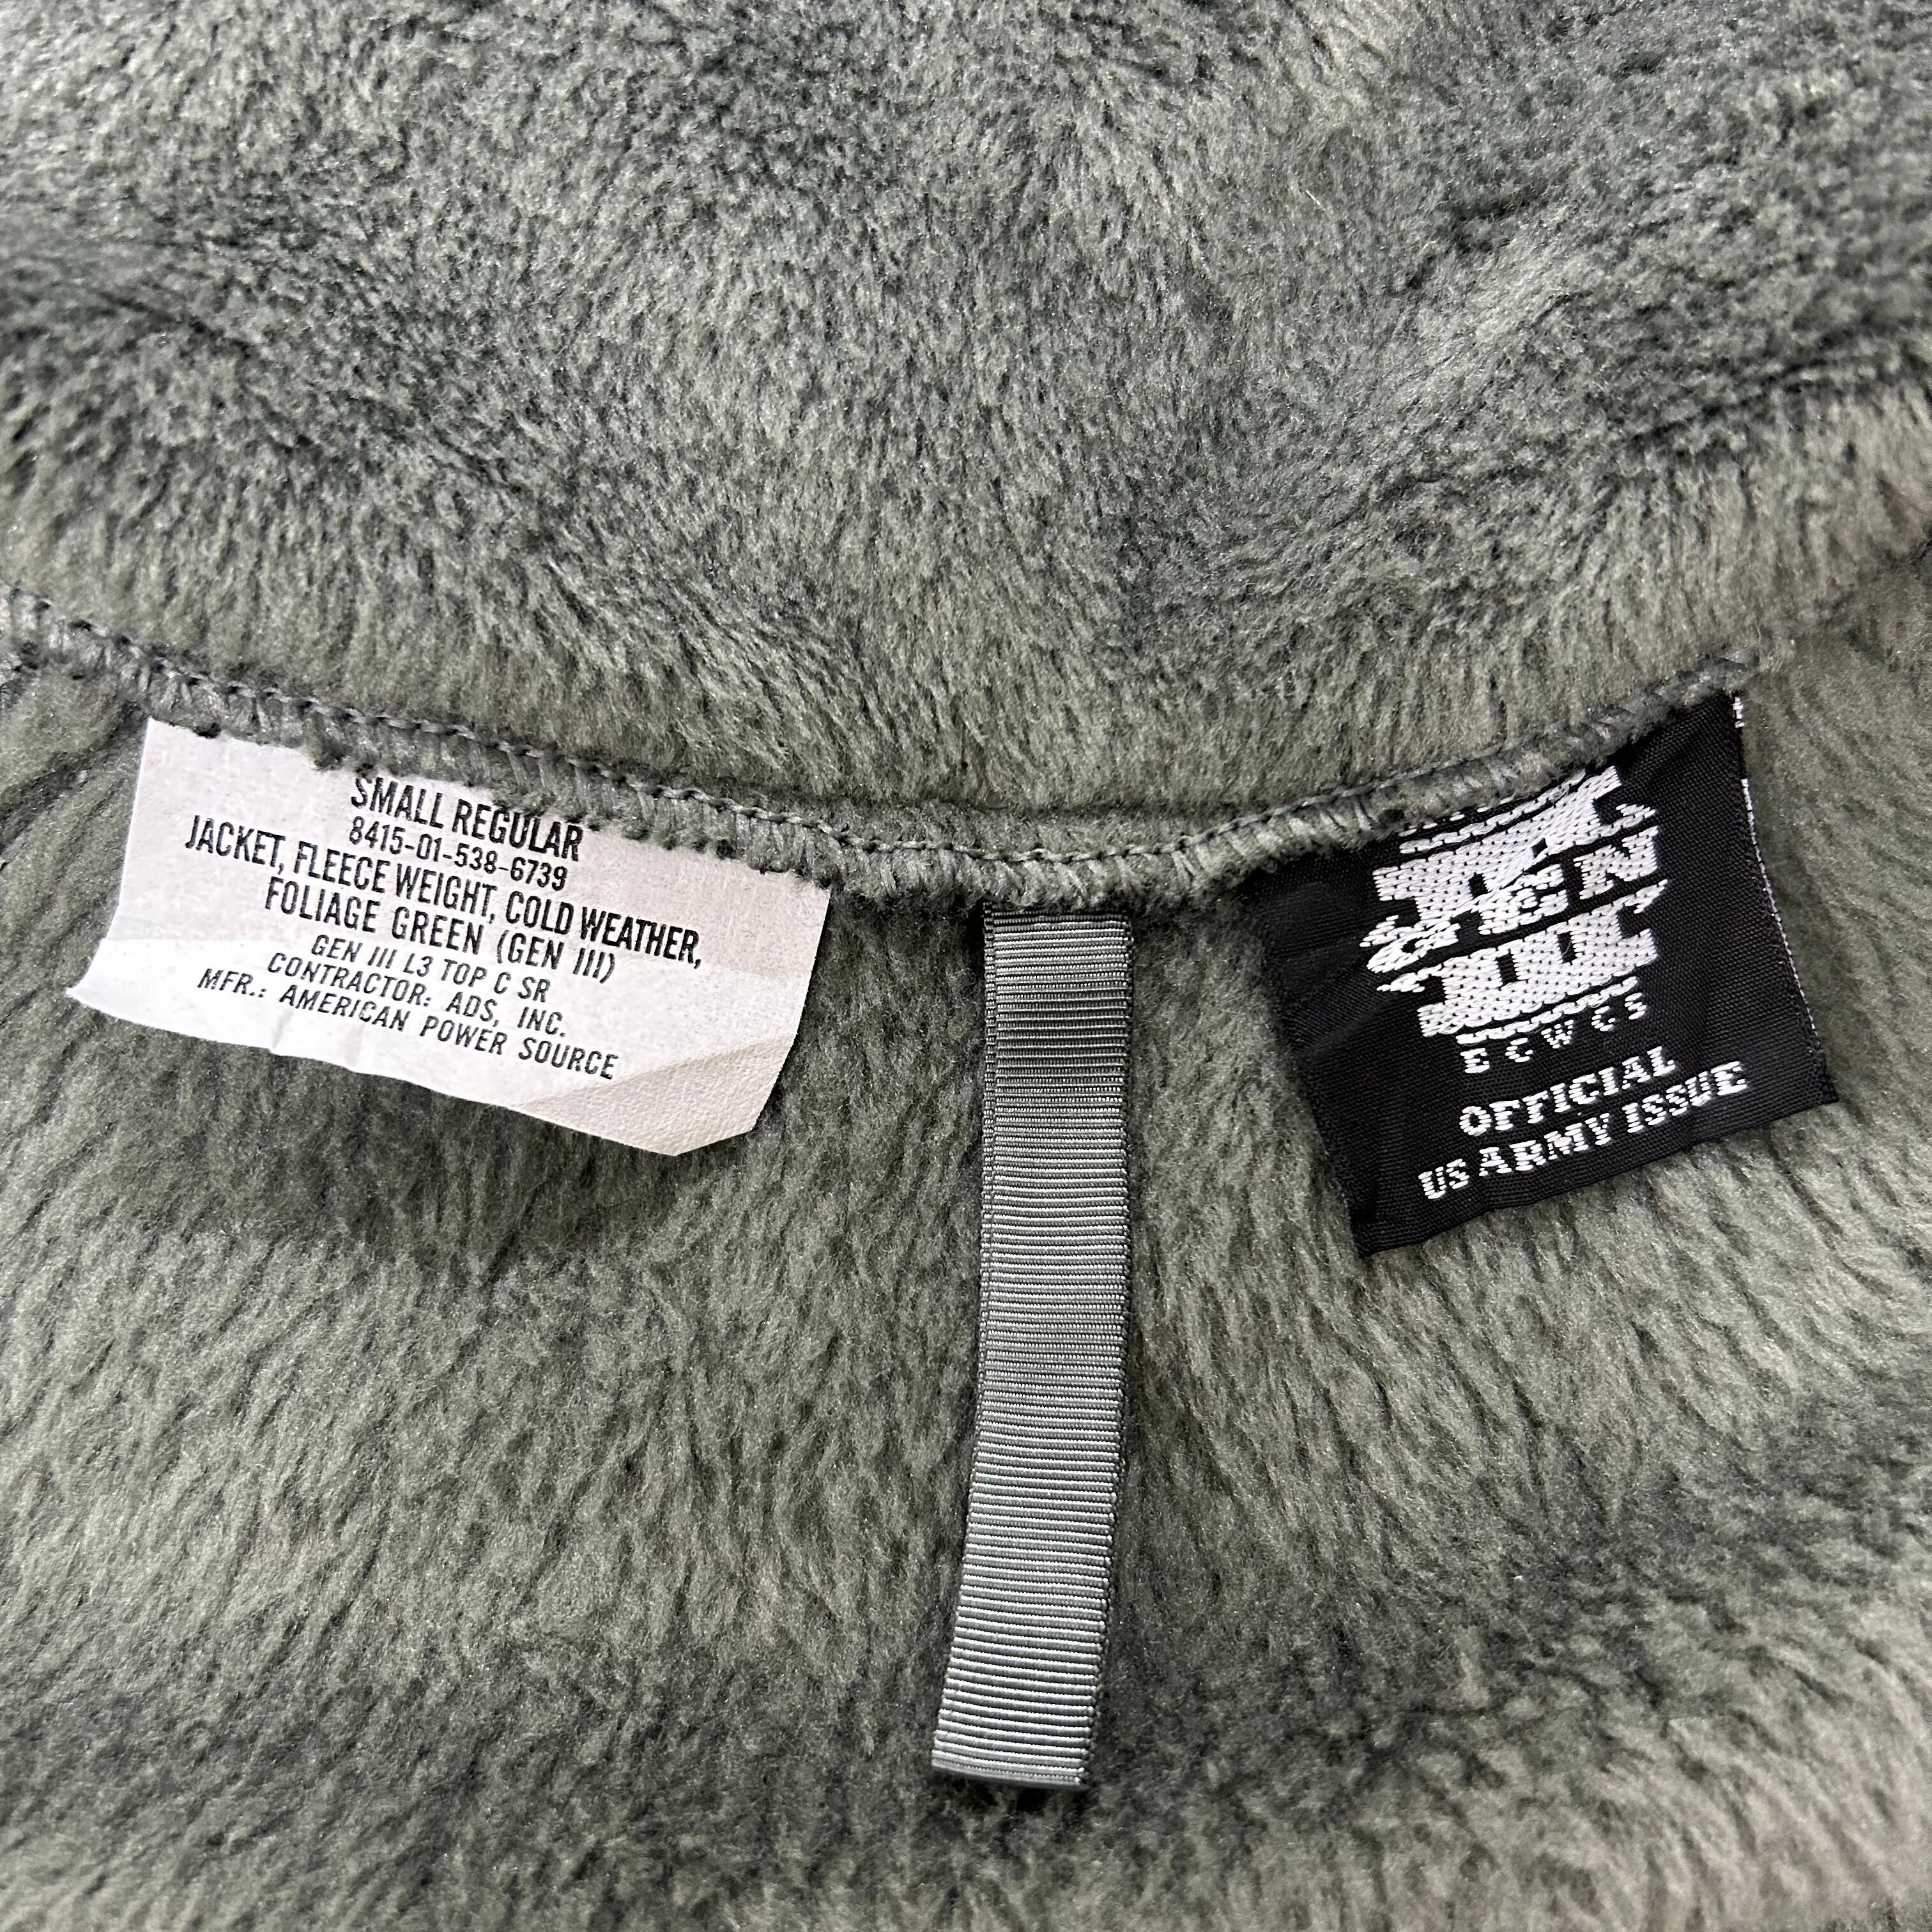 SMALL REGULAR
8415-01-538-6739
JACKET, FLEECE WEIGHT, COLD WEATHER,
FOLIAGE GREEN (GEN III)
GEN III L3 TOP C SR
CONTRACTOR: ADS, INC.
MFR.: AMERICAN POWER SOURCE
GEN
III
ECWCS
OFFICIAL
US ARMY ISSUE